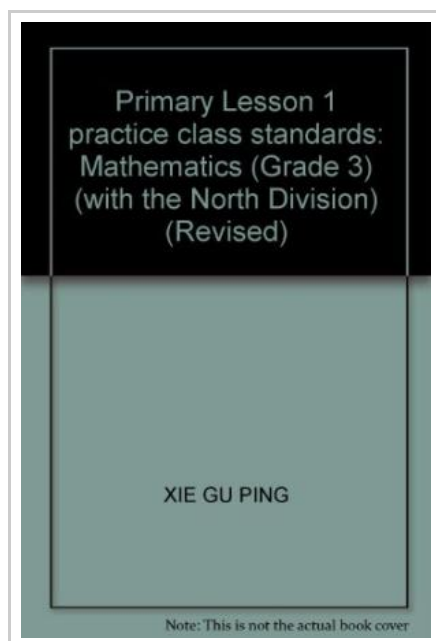 Primary Lesson 1
practice class standards:
Mathematics (Grade 3)
(with the North Division)
(Revised)
XIE GU PING
Note: This is not the actual book cover